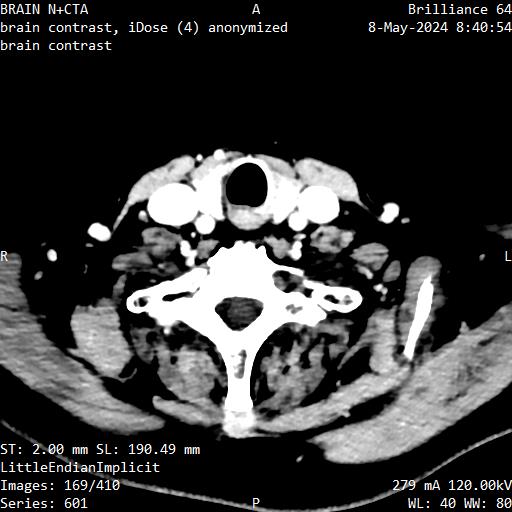 BRAIN N+CTA
A
Brilliance 64
brain contrast, iDose (4) anonymized
8-May-2024 8:40:54
brain contrast
R
L
ST: 2.00 mm SL: 190.49 mm
LittleEndianImplicit
Images: 169/410
279 mA 120.00kV
Series: 601
P
WL: 40 WW: 80